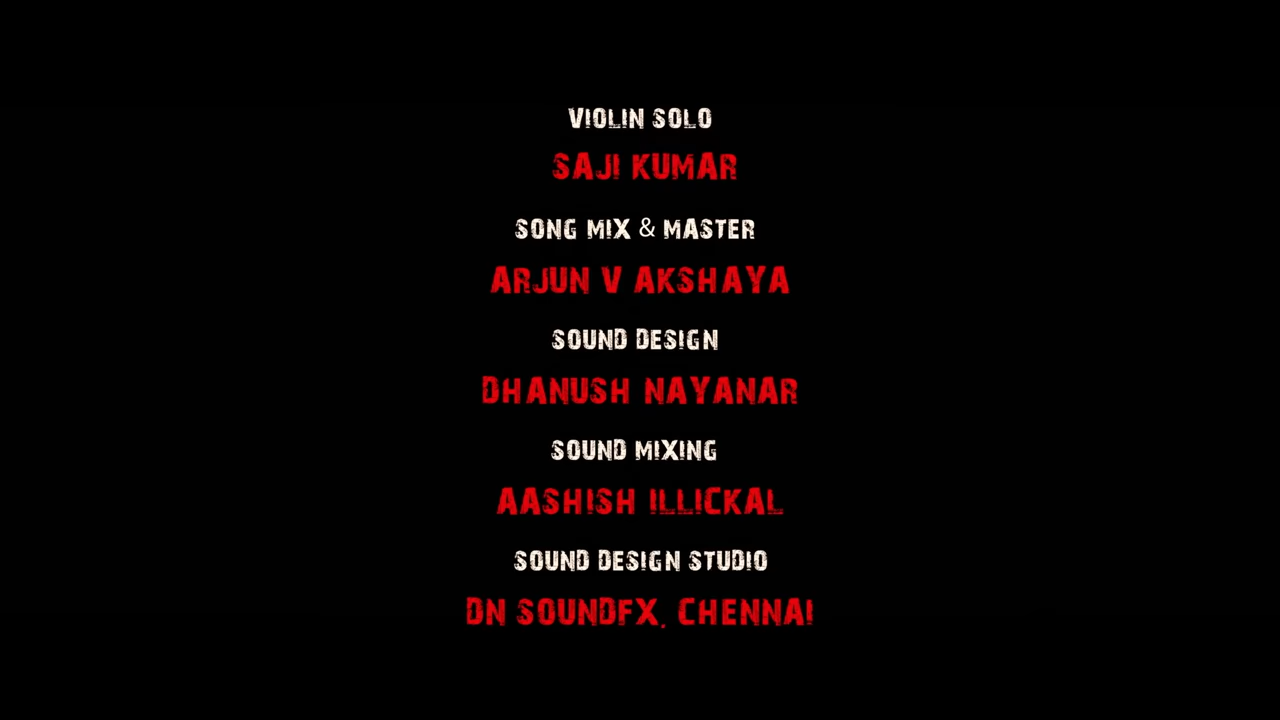 VIOLIN SOLO
SAJI KUMAR
SONG MIX & MASTER
ARJUN V AKSHAYA
SOUND DESIGN
DHANUSH NAYANAR
SOUND MIXING
AASHISH ILLICKAL
SOUND DESIGN STUDIO
DN SOUNDFX, CHENNAI